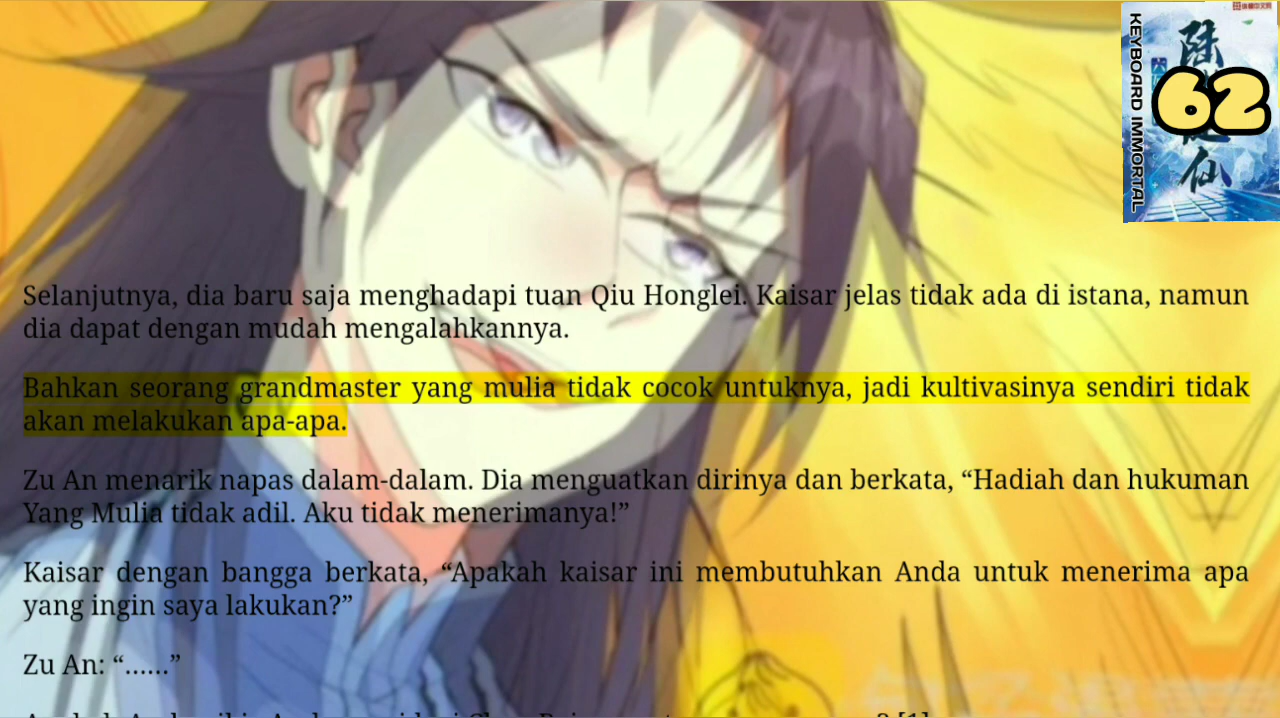 KEYBOARD IMMORTAL
62
仙
Selanjutnya, dia baru saja menghadapi tuan Qiu Honglei. Kaisar jelas tidak ada di istana, namun
dia dapat dengan mudah mengalahkannya.
Bahkan seorang grandmaster yang mulia tidak cocok untuknya, jadi kultivasinya sendiri tidak
akan melakukan apa-apa.
Zu An menarik napas dalam-dalam. Dia menguatkan dirinya dan berkata, “Hadiah dan hukuman
Yang Mulia tidak adil. Aku tidak menerimanya!”
Kaisar dengan bangga berkata, “Apakah kaisar ini membutuhkan Anda untuk menerima apa
yang ingin saya lakukan?”
Zu An: “……”